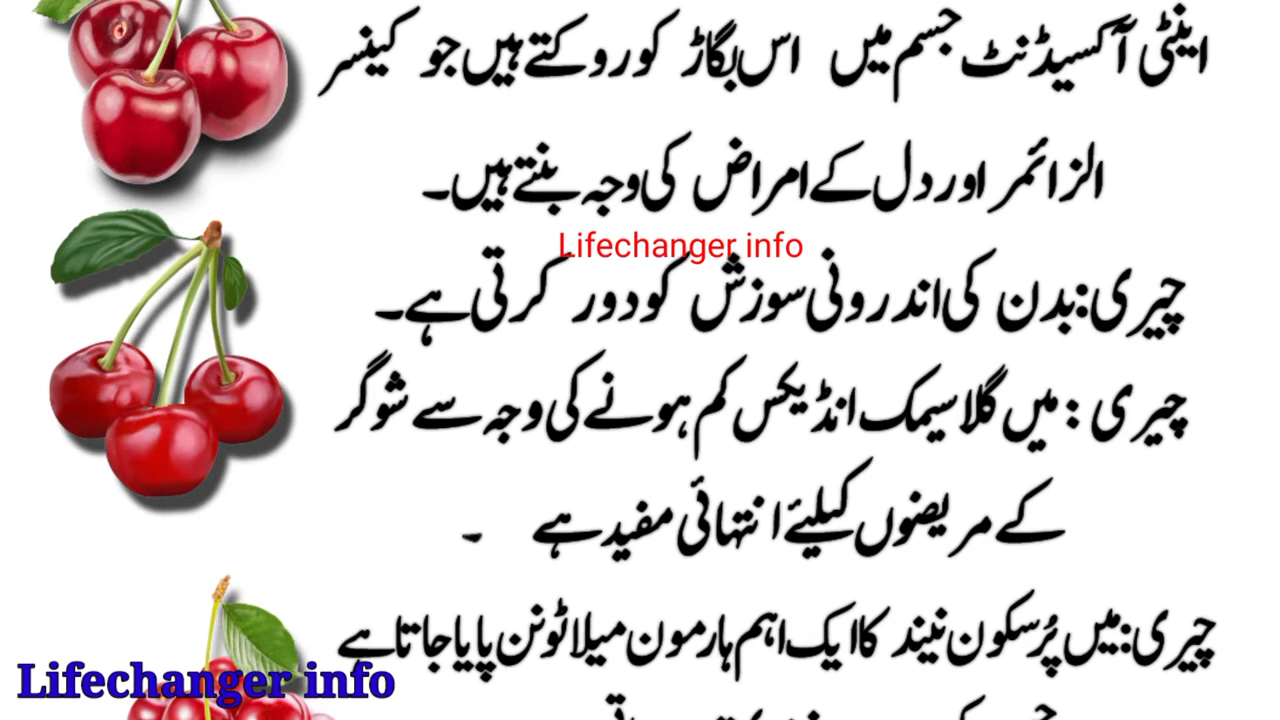 اینٹی آکسیڈنٹ جسم میں اس بگاڑ کو روکتے ہیں جو کینسر
الزائمر اور دل کے امراض کی وجہ بنتے ہیں۔
Lifechanger info
چیری: بدن کی اندرونی سوزش کو دور کرتی ہے۔
چیری : میں گلاسیمک انڈیکس کم ہونے کی وجہ سے شوگر
کے مریضوں کیلیئے انتہائی مفید ہے ۔
چیری: میں پُرسکون نیند کا ایک اہم ہارمون میلاٹونن پایا جاتا ہے
Lifechanger info